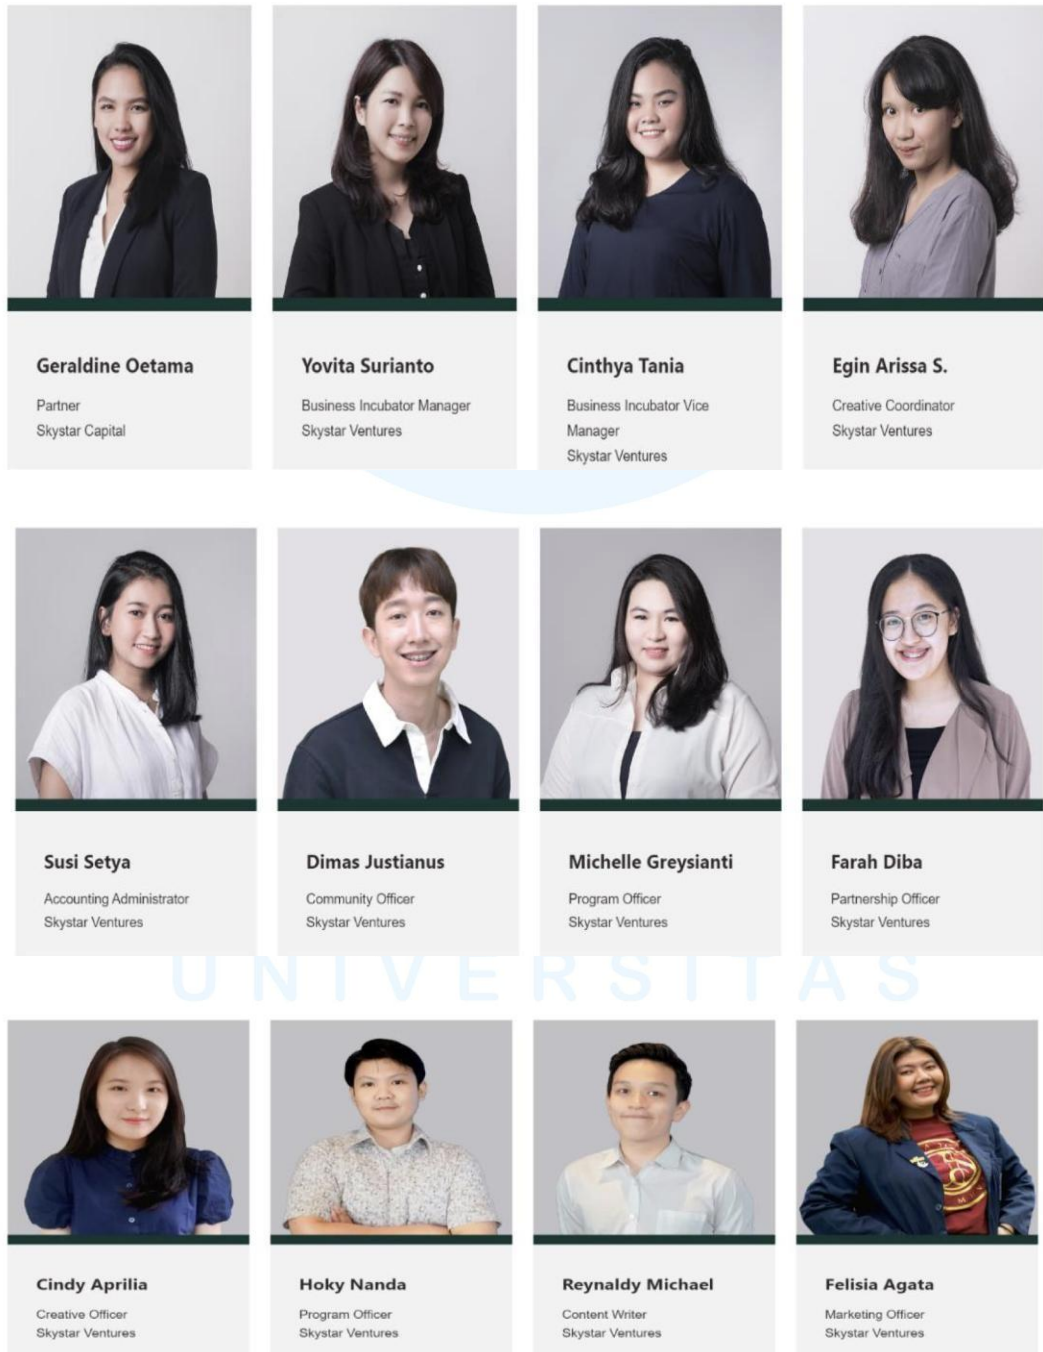 Geraldine Oetama
Partner
Skystar Capital
Yovita Surianto
Business Incubator Manager
Skystar Ventures
Cinthya Tania
Business Incubator Vice
Manager
Skystar Ventures
Egin Arissa S.
Creative Coordinator
Skystar Ventures
Susi Setya
Accounting Administrator
Skystar Ventures
Dimas Justianus
Community Officer
Skystar Ventures
Michelle Greysianti
Program Officer
Skystar Ventures
Farah Diba
Partnership Officer
Skystar Ventures
UNIVERSITAS
Cindy Aprilia
Creative Officer
Skystar Ventures
Hoky Nanda
Program Officer
Skystar Ventures
Reynaldy Michael
Content Writer
Skystar Ventures
Felisia Agata
Marketing Officer
Skystar Ventures